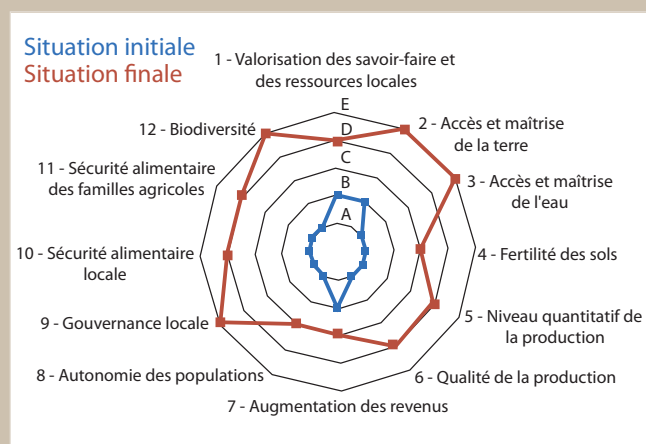 Situation initiale
Situation finale
1 - Valorisation des savoir-faire et
des ressources locales
E
D
C
B
A
2 - Accès et maîtrise
de la terre
3 - Accès et maîtrise
de l'eau
4 - Fertilité des sols
5 - Niveau quantitatif de
la production
6 - Qualité de la production
7 - Augmentation des revenus
8 - Autonomie des populations
9 - Gouvernance locale
10 - Sécurité alimentaire
locale
11 - Sécurité alimentaire
des familles agricoles
12 - Biodiversité